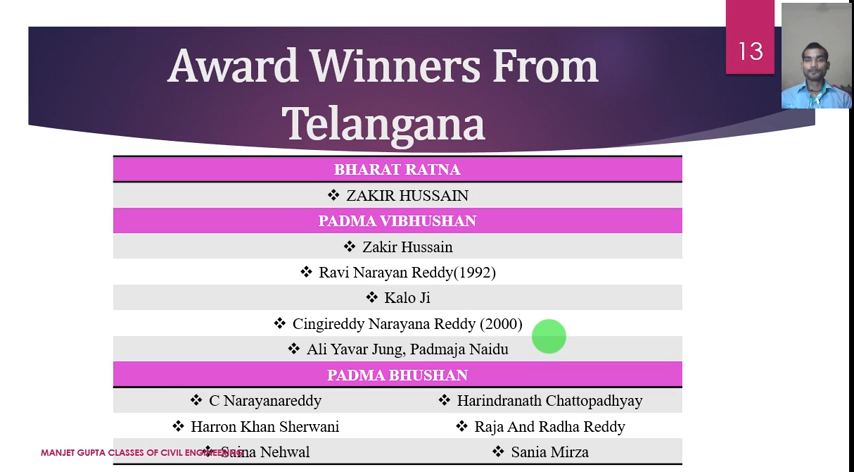 13
Award Winners From
Telangana
BHARAT RATNA
❖ ZAKIR HUSSAIN
PADMA VIBHUSHAN
❖ Zakir Hussain
❖ Ravi Narayan Reddy(1992)
❖ Kalo Ji
❖ Cingireddy Narayana Reddy (2000)
❖ Ali Yavar Jung, Padmaja Naidu
PADMA BHUSHAN
❖ C Narayanareddy ❖ Harindranath Chattopadhyay
❖ Harron Khan Sherwani ❖ Raja And Radha Reddy
❖ Saina Nehwal ❖ Sania Mirza
MANJET GUPTA CLASSES OF CIVIL ENGINEERING